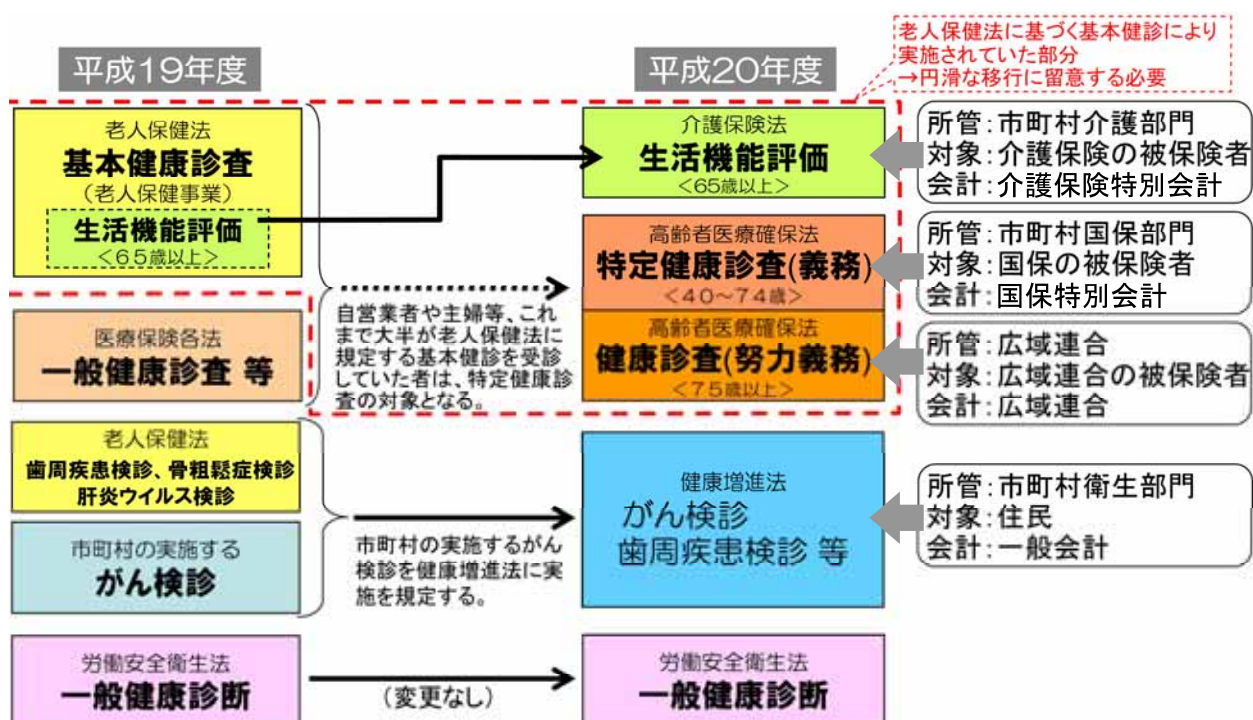 平成19年度
平成20年度
老人保健法に基づく基本健診により
実施されていた部分
→円滑な移行に留意する必要
老人保健法
基本健康診査
(老人保健事業)
生活機能評価
<65歳以上>
医療保険各法
一般健康診査 等
自営業者や主婦等、これ
まで大半が老人保健法に
規定する基本健診を受診
していた者は、特定健康診
査の対象となる。
介護保険法
生活機能評価
<65歳以上>
高齢者医療確保法
特定健康診査(義務)
<40～74歳>
高齢者医療確保法
健康診査(努力義務)
<75歳以上>
所管:市町村介護部門
対象:介護保険の被保険者
会計:介護保険特別会計
所管:市町村国保部門
対象:国保の被保険者
会計:国保特別会計
所管:広域連合
対象:広域連合の被保険者
会計:広域連合
老人保健法
歯周疾患検診、骨粗鬆症検診
肝炎ウイルス検診
市町村の実施する
がん検診
市町村の実施するがん
検診を健康増進法に実
施を規定する。
健康増進法
がん検診
歯周疾患検診 等
所管:市町村衛生部門
対象:住民
会計:一般会計
労働安全衛生法
一般健康診断
(変更なし)
労働安全衛生法
一般健康診断